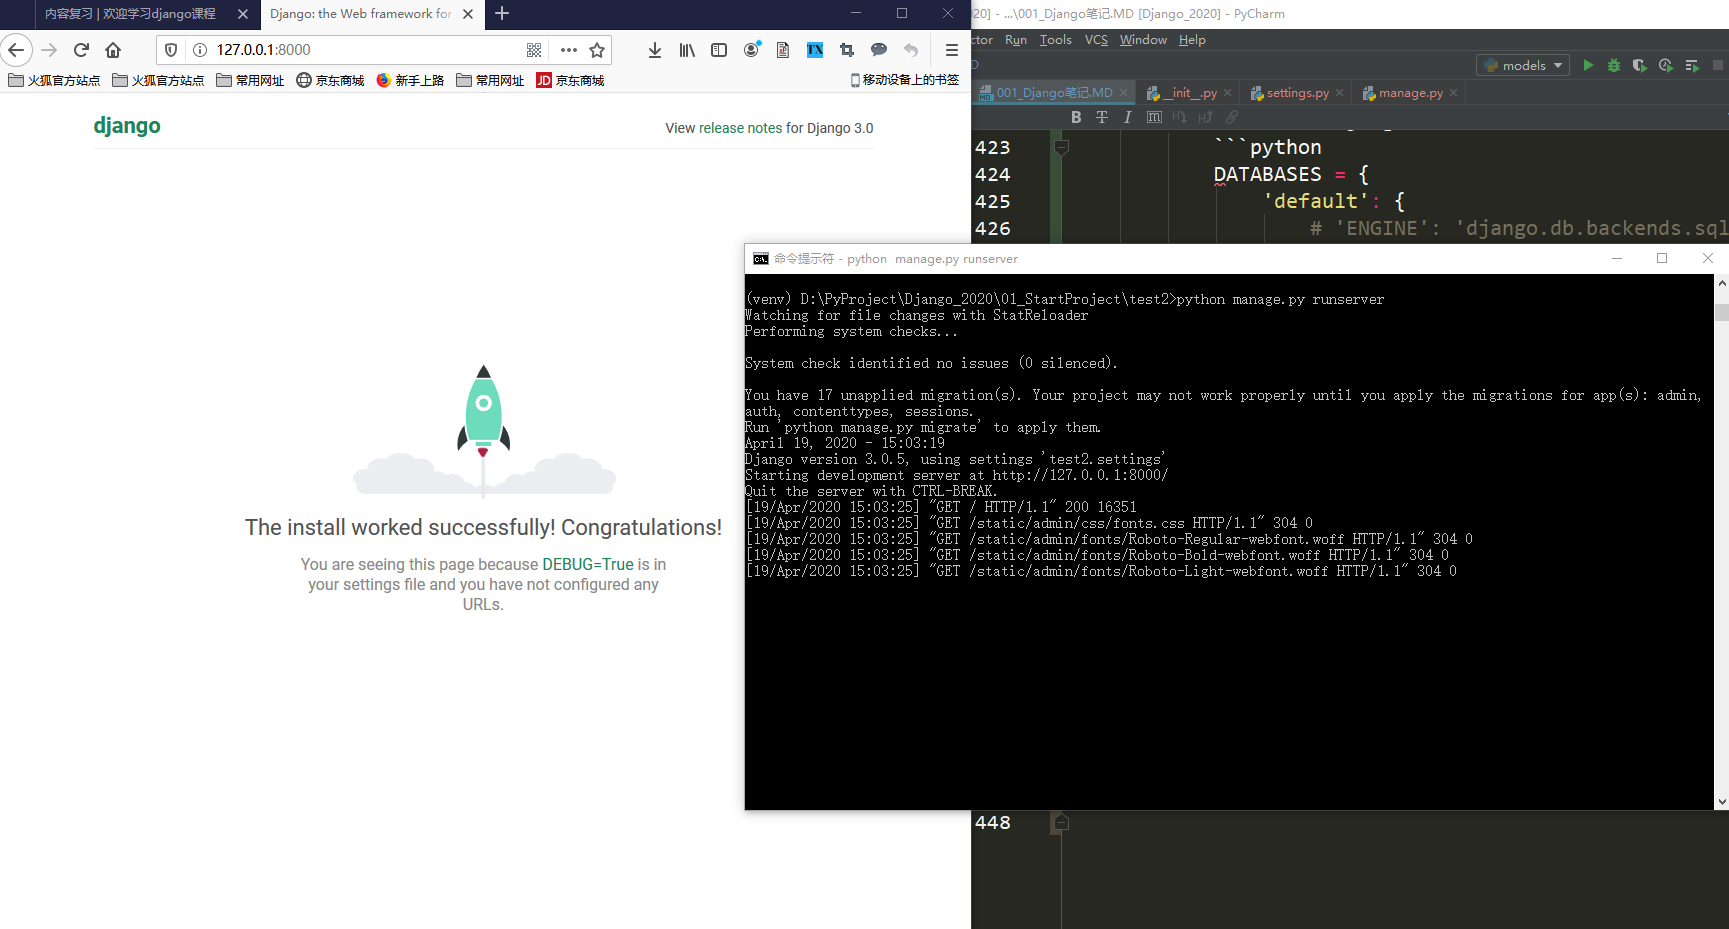 内容复习 | 欢迎学习django课程
Django: the Web framework for
127.0.0.1:8000
火狐官方站点
火狐官方站点
常用网址
京东商城
新手上路
常用网址
JD 京东商城
移动设备上的书签
django
View release notes for Django 3.0
The install worked successfully! Congratulations!
You are seeing this page because DEBUG=True is in
your settings file and you have not configured any
URLs.
20] - ...\001_Django笔记.MD [Django_2020] - PyCharm
ctor Run Tools VCS Window Help
models
001_Django笔记.MD
__init__.py
settings.py
manage.py
423 ```python
424 DATABASES = {
425 'default': {
426 # 'ENGINE': 'django.db.backends.sql
命令提示符 - python manage.py runserver
(venv) D:\PyProject\Django_2020\01_StartProject\test2>python manage.py runserver
Watching for file changes with StatReloader
Performing system checks...
System check identified no issues (0 silenced).
You have 17 unapplied migration(s). Your project may not work properly until you apply the migrations for app(s): admin,
auth, contenttypes, sessions.
Run 'python manage.py migrate' to apply them.
April 19, 2020 - 15:03:19
Django version 3.0.5, using settings 'test2.settings'
Starting development server at http://127.0.0.1:8000/
Quit the server with CTRL-BREAK.
[19/Apr/2020 15:03:25] "GET / HTTP/1.1" 200 16351
[19/Apr/2020 15:03:25] "GET /static/admin/css/fonts.css HTTP/1.1" 304 0
[19/Apr/2020 15:03:25] "GET /static/admin/fonts/Roboto-Regular-webfont.woff HTTP/1.1" 304 0
[19/Apr/2020 15:03:25] "GET /static/admin/fonts/Roboto-Bold-webfont.woff HTTP/1.1" 304 0
[19/Apr/2020 15:03:25] "GET /static/admin/fonts/Roboto-Light-webfont.woff HTTP/1.1" 304 0
448